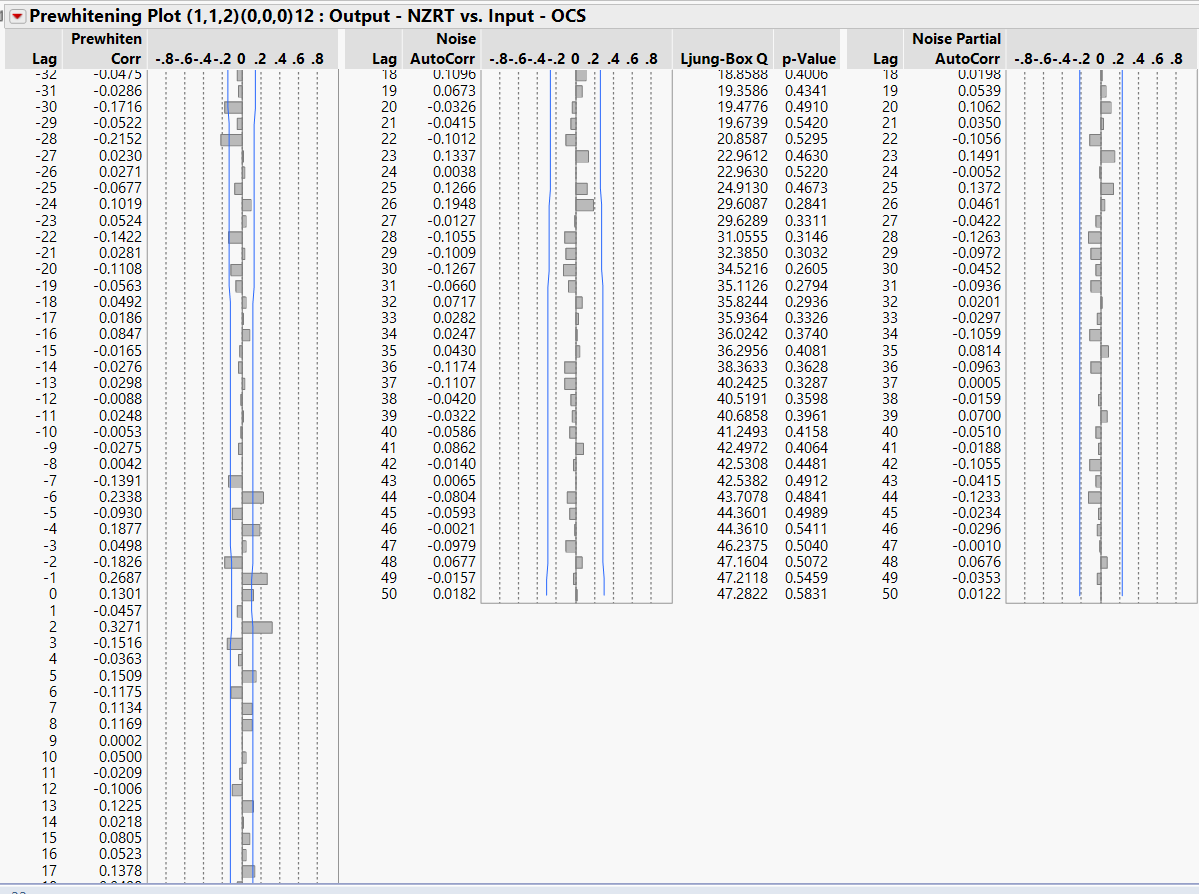 Prewhitening Plot (1,1,2)(0,0,0)12 : Output - NZRT vs. Input - OCS
Prewhiten Noise Noise Partial
Lag Corr -.8-.6-.4-.2 0 .2 .4 .6 .8 Lag AutoCorr -.8-.6-.4-.2 0 .2 .4 .6 .8 Ljung-Box Q p-Value Lag AutoCorr -.8-.6-.4-.2 0 .2 .4 .6 .8
-32 -0.0475 18 0.1096 18.8588 0.4006 18 0.0198
-31 -0.0286 19 0.0673 19.3586 0.4341 19 0.0539
-30 -0.1716 20 -0.0326 19.4776 0.4910 20 0.1062
-29 -0.0522 21 -0.0415 19.6739 0.5420 21 0.0350
-28 -0.2152 22 -0.1012 20.8587 0.5295 22 -0.1056
-27 0.0230 23 0.1337 22.9612 0.4630 23 0.1491
-26 0.0271 24 0.0038 22.9630 0.5220 24 -0.0052
-25 -0.0677 25 0.1266 24.9130 0.4673 25 0.1372
-24 0.1019 26 0.1948 29.6087 0.2841 26 0.0461
-23 0.0524 27 -0.0127 29.6289 0.3311 27 -0.0422
-22 -0.1422 28 -0.1055 31.0555 0.3146 28 -0.1263
-21 0.0281 29 -0.1009 32.3850 0.3032 29 -0.0972
-20 -0.1108 30 -0.1267 34.5216 0.2605 30 -0.0452
-19 -0.0563 31 -0.0660 35.1126 0.2794 31 -0.0936
-18 0.0492 32 0.0717 35.8244 0.2936 32 0.0201
-17 0.0186 33 0.0282 35.9364 0.3326 33 -0.0297
-16 0.0847 34 0.0247 36.0242 0.3740 34 -0.1059
-15 -0.0165 35 0.0430 36.2956 0.4081 35 0.0814
-14 -0.0276 36 -0.1174 38.3633 0.3628 36 -0.0963
-13 0.0298 37 -0.1107 40.2425 0.3287 37 0.0005
-12 -0.0088 38 -0.0420 40.5191 0.3598 38 -0.0159
-11 0.0248 39 -0.0322 40.6858 0.3961 39 0.0700
-10 -0.0053 40 -0.0586 41.2493 0.4158 40 -0.0510
-9 -0.0275 41 0.0862 42.4972 0.4064 41 -0.0188
-8 0.0042 42 -0.0140 42.5308 0.4481 42 -0.1055
-7 -0.1391 43 0.0065 42.5382 0.4912 43 -0.0415
-6 0.2338 44 -0.0804 43.7078 0.4841 44 -0.1233
-5 -0.0930 45 -0.0593 44.3601 0.4989 45 -0.0234
-4 0.1877 46 -0.0021 44.3610 0.5411 46 -0.0296
-3 0.0498 47 -0.0979 46.2375 0.5040 47 -0.0010
-2 -0.1826 48 0.0677 47.1604 0.5072 48 0.0676
-1 0.2687 49 -0.0157 47.2118 0.5459 49 -0.0353
0 0.1301 50 0.0182 47.2822 0.5831 50 0.0122
1 -0.0457
2 0.3271
3 -0.1516
4 -0.0363
5 0.1509
6 -0.1175
7 0.1134
8 0.1169
9 0.0002
10 0.0500
11 -0.0209
12 -0.1006
13 0.1225
14 0.0218
15 0.0805
16 0.0523
17 0.1378